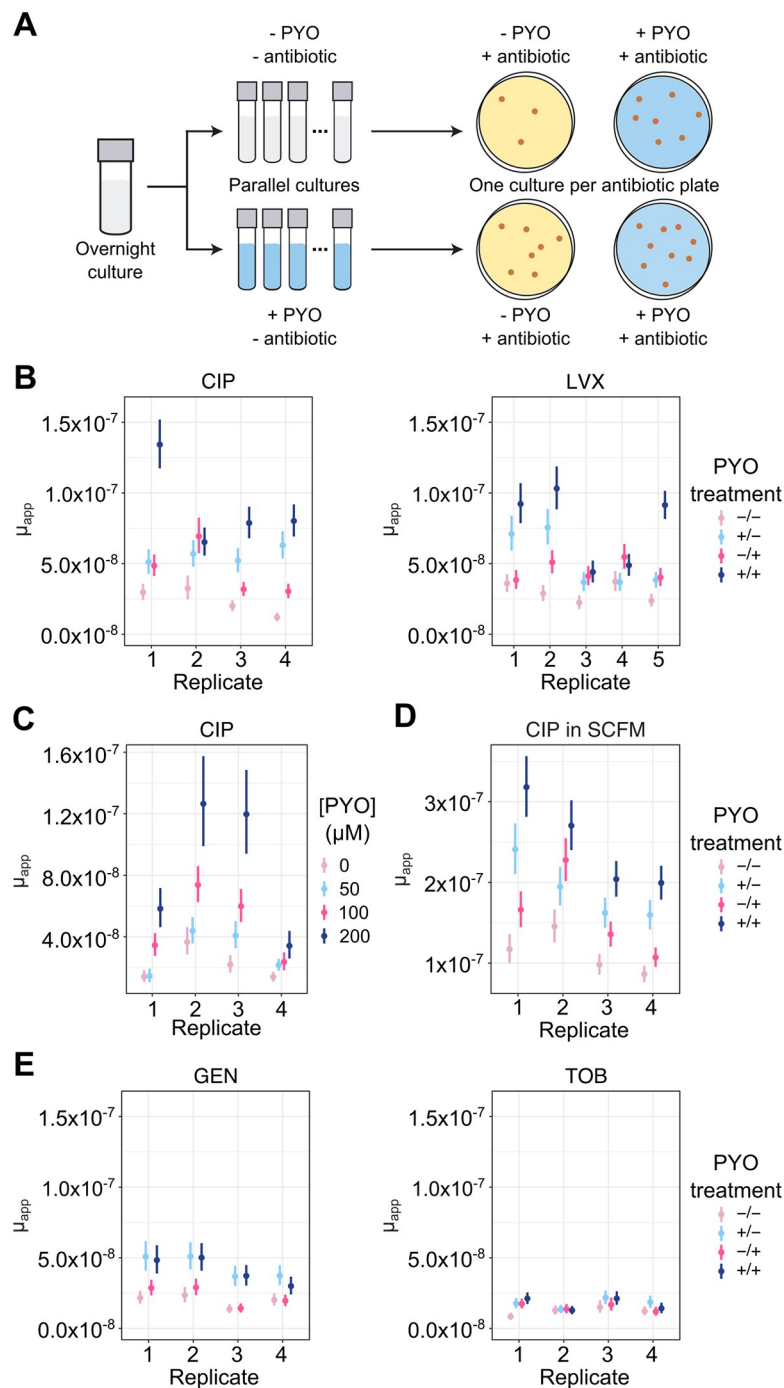 A
- PYO
- antibiotic
- PYO
+ antibiotic
+ PYO
+ antibiotic
...
Parallel cultures
One culture per antibiotic plate
Overnight
culture
...
+ PYO
- antibiotic
- PYO
+ antibiotic
+ PYO
+ antibiotic
B
CIP
1.5x10⁻⁷
1.0x10⁻⁷
5.0x10⁻⁸
0.0x10⁻⁸
μapp
1 2 3 4
Replicate
LVX
1.5x10⁻⁷
1.0x10⁻⁷
5.0x10⁻⁸
0.0x10⁻⁸
μapp
1 2 3 4 5
Replicate
PYO
treatment
−/−
+/−
−/+
+/+
C
CIP
1.6x10⁻⁷
1.2x10⁻⁷
8.0x10⁻⁸
4.0x10⁻⁸
μapp
1 2 3 4
Replicate
[PYO]
(μM)
0
50
100
200
D
CIP in SCFM
3x10⁻⁷
2x10⁻⁷
1x10⁻⁷
μapp
1 2 3 4
Replicate
PYO
treatment
−/−
+/−
−/+
+/+
E
GEN
1.5x10⁻⁷
1.0x10⁻⁷
5.0x10⁻⁸
0.0x10⁻⁸
μapp
1 2 3 4
Replicate
TOB
1.5x10⁻⁷
1.0x10⁻⁷
5.0x10⁻⁸
0.0x10⁻⁸
μapp
1 2 3 4
Replicate
PYO
treatment
−/−
+/−
−/+
+/+